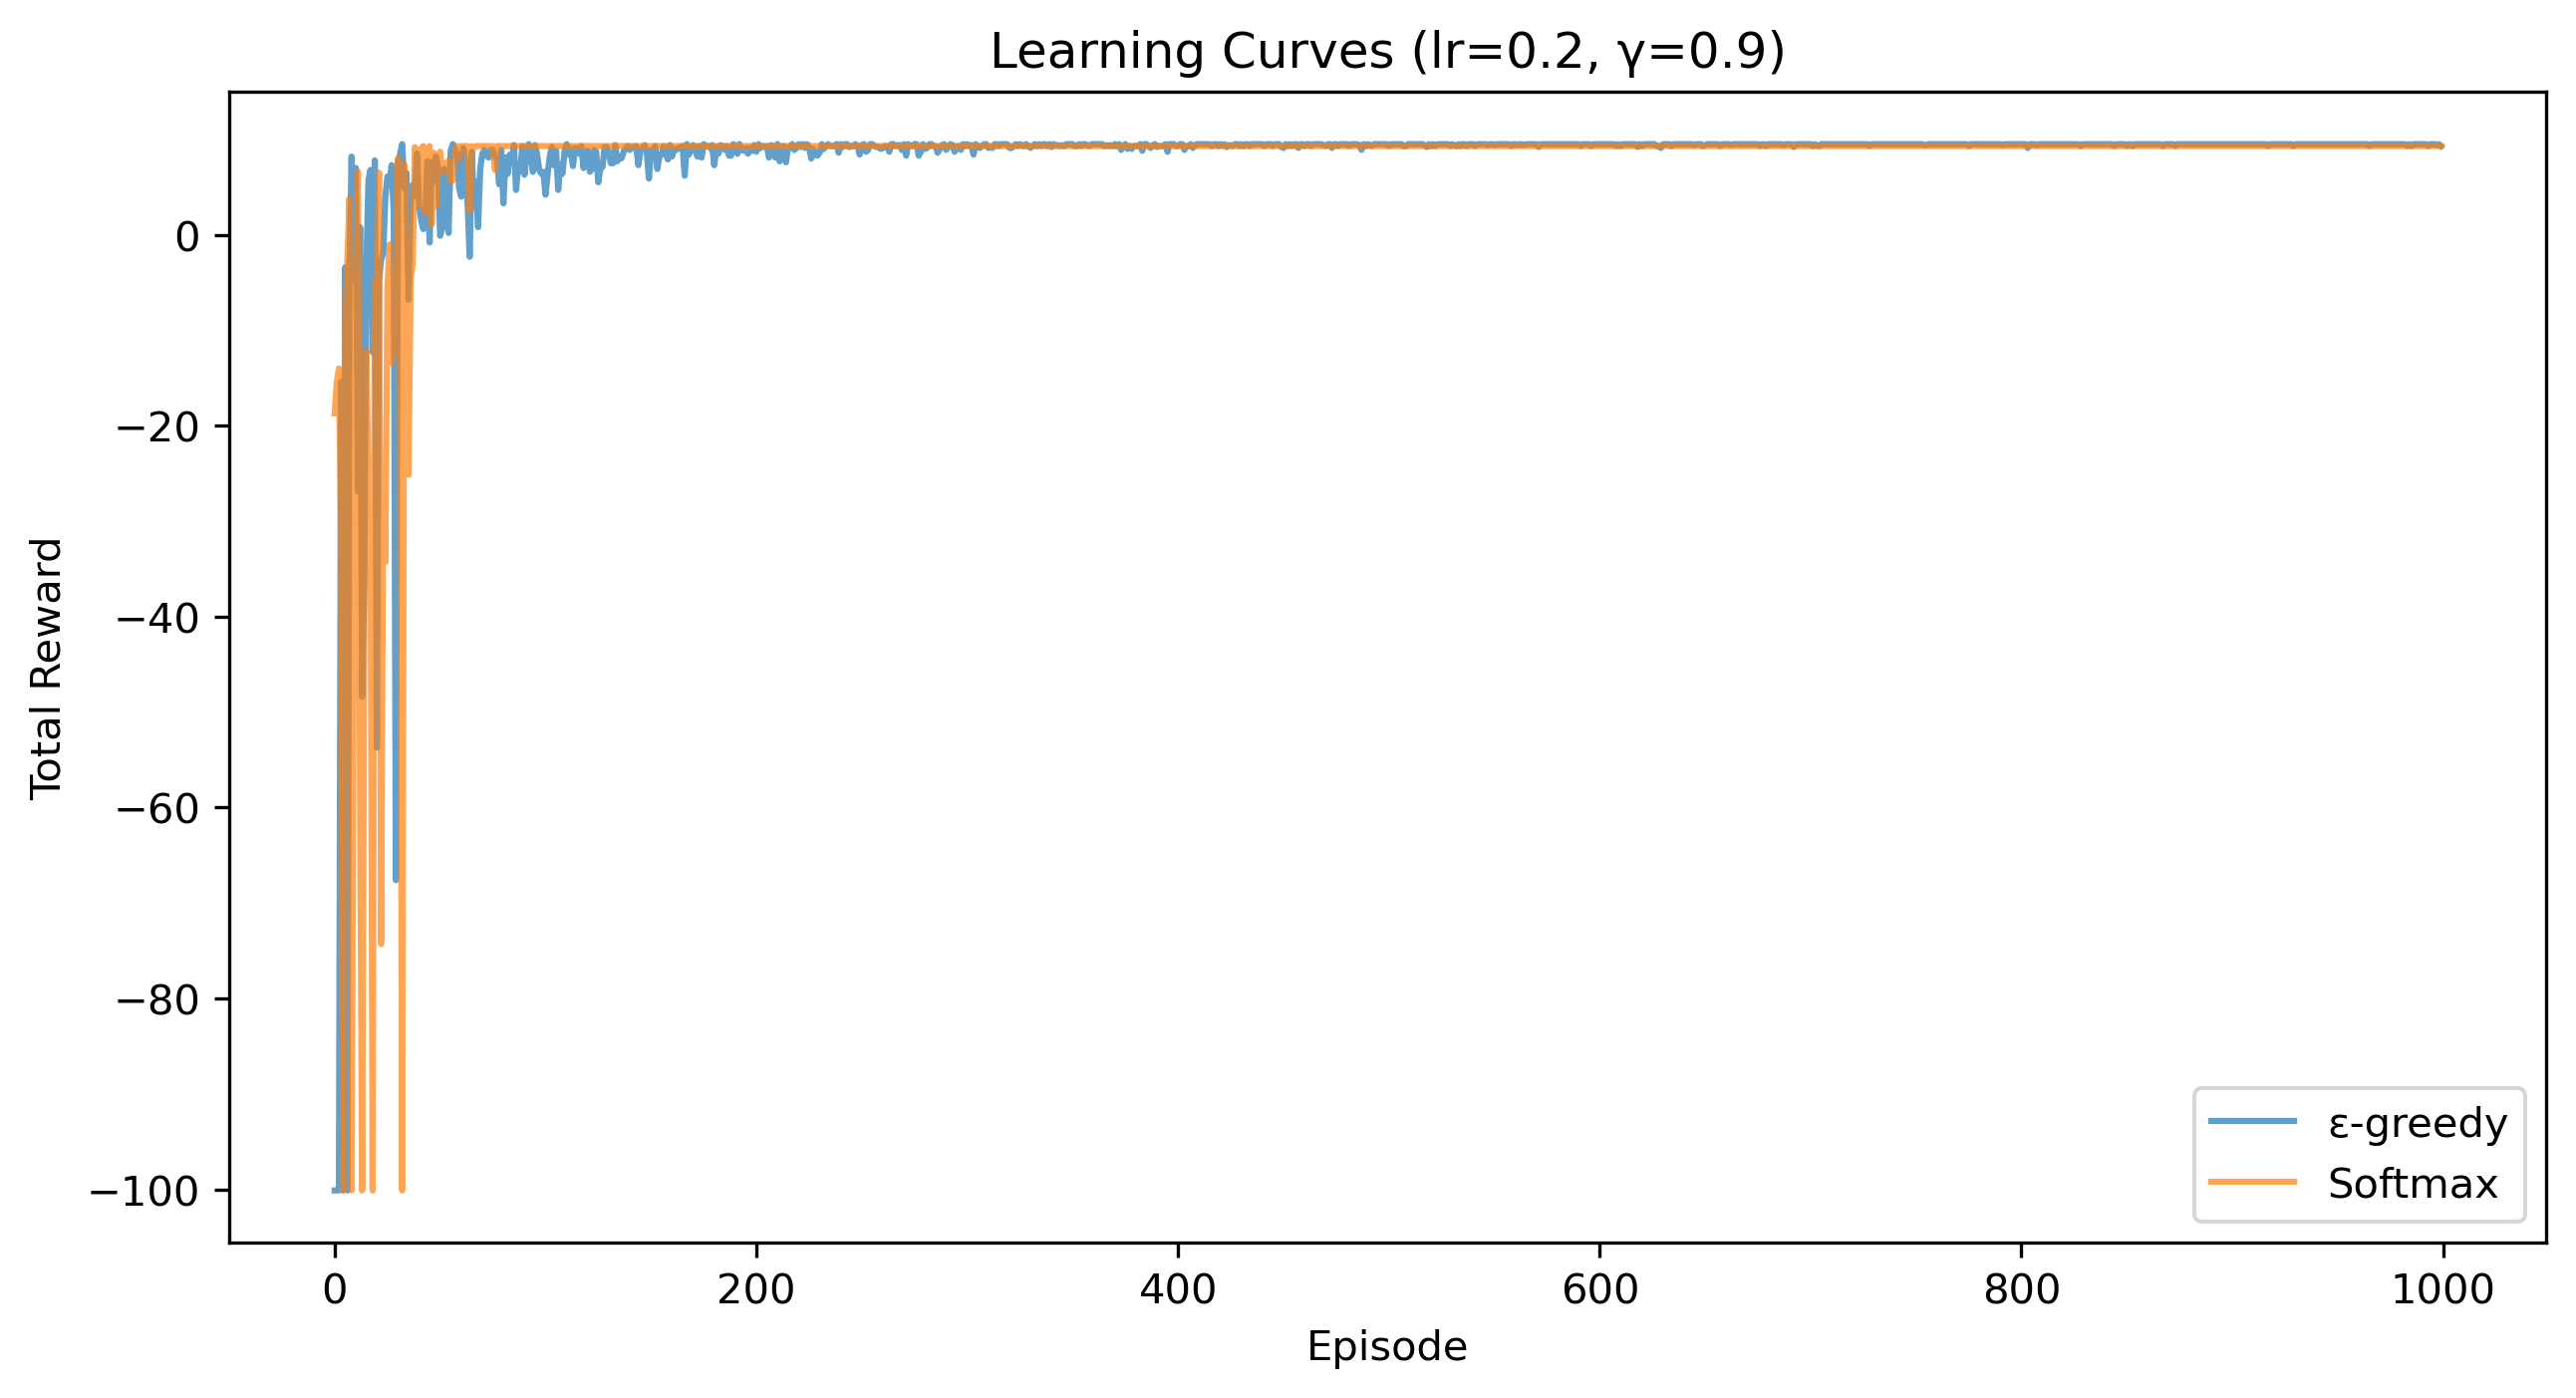 Learning Curves (lr=0.2, γ=0.9)
Total Reward
0
−20
−40
−60
−80
−100
0
200
400
600
800
1000
Episode
ε-greedy
Softmax